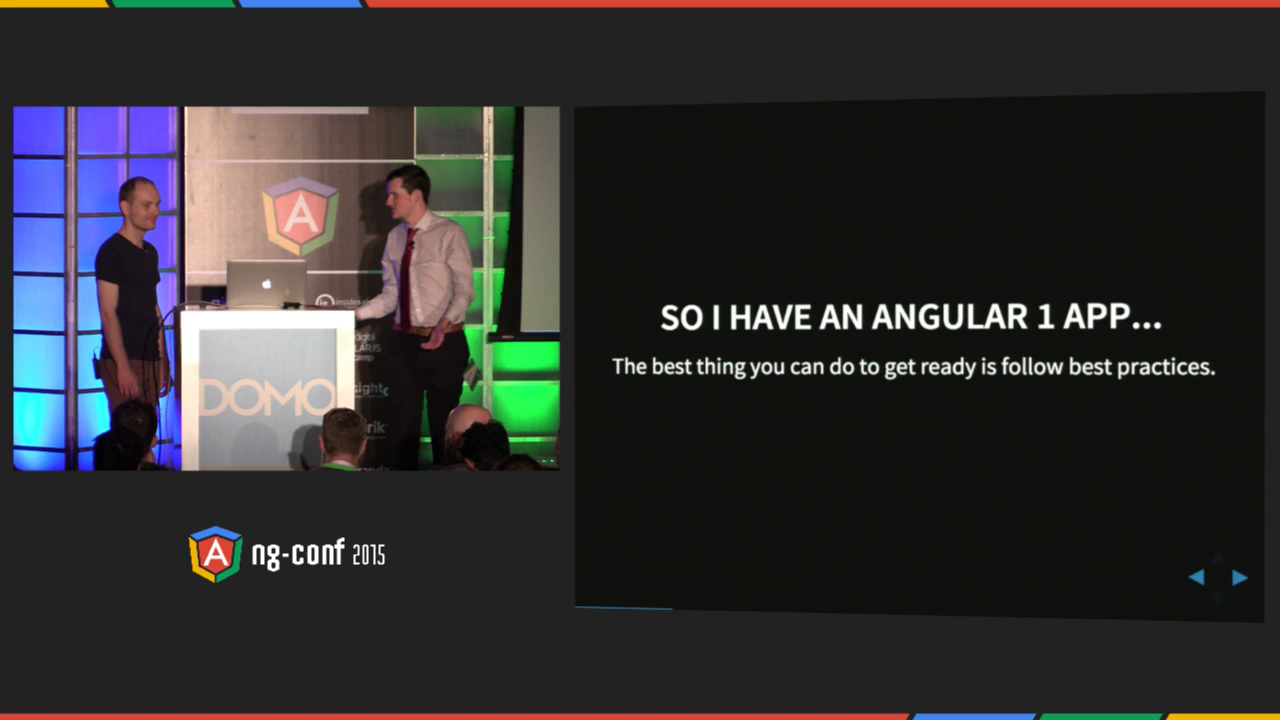 A
insides
DOMO
SO I HAVE AN ANGULAR 1 APP...
The best thing you can do to get ready is follow best practices.
A ng-conf 2015